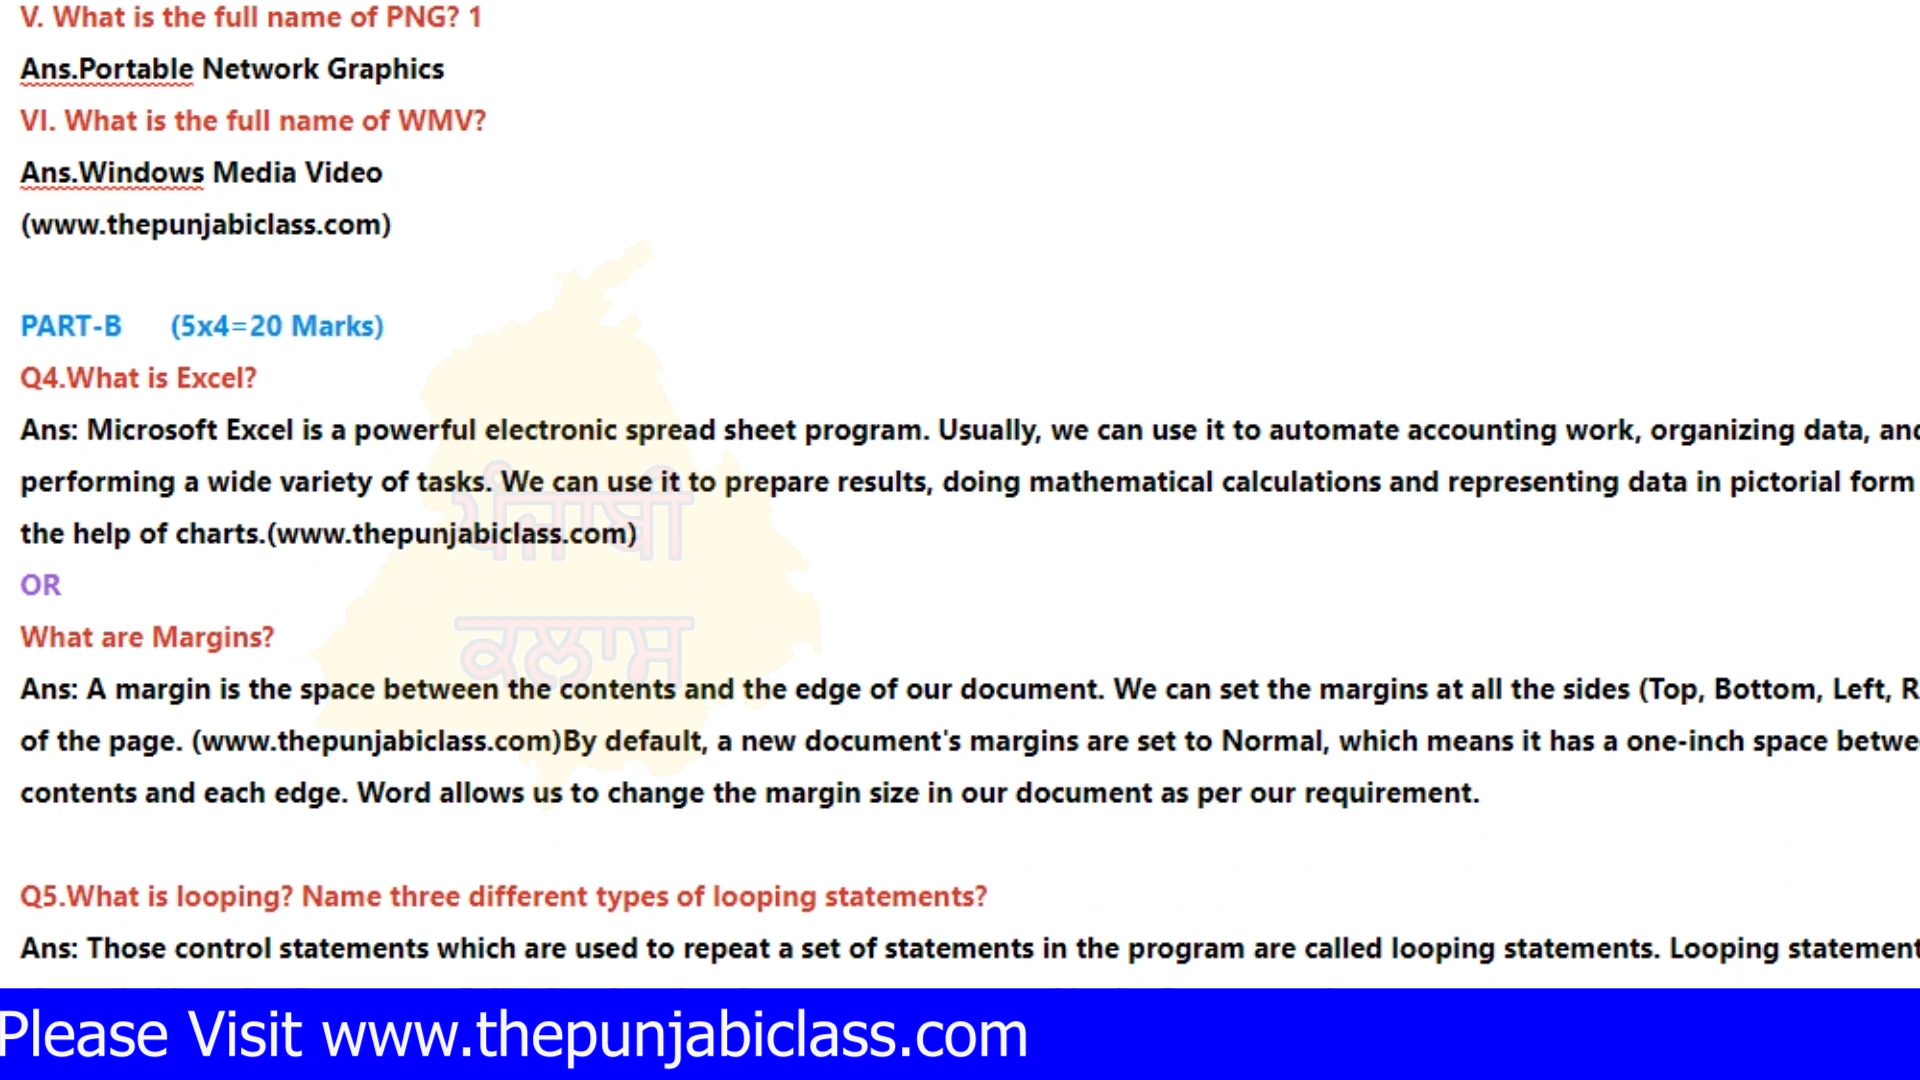 V. What is the full name of PNG? 1
Ans.Portable Network Graphics
VI. What is the full name of WMV?
Ans.Windows Media Video
(www.thepunjabiclass.com)
PART-B (5x4=20 Marks)
Q4.What is Excel?
Ans: Microsoft Excel is a powerful electronic spread sheet program. Usually, we can use it to automate accounting work, organizing data, and
performing a wide variety of tasks. We can use it to prepare results, doing mathematical calculations and representing data in pictorial form
the help of charts.(www.thepunjabiclass.com)
OR
What are Margins?
Ans: A margin is the space between the contents and the edge of our document. We can set the margins at all the sides (Top, Bottom, Left, R
of the page. (www.thepunjabiclass.com)By default, a new document's margins are set to Normal, which means it has a one-inch space betwe
contents and each edge. Word allows us to change the margin size in our document as per our requirement.
Q5.What is looping? Name three different types of looping statements?
Ans: Those control statements which are used to repeat a set of statements in the program are called looping statements. Looping statement
ਪੰਜਾਬੀ
ਕਲਾਸ
Please Visit www.thepunjabiclass.com